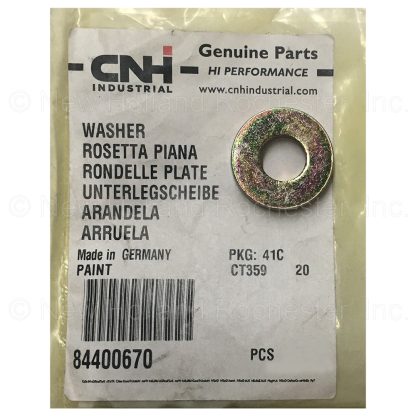 CNH
INDUSTRIAL
Genuine Parts
HI PERFORMANCE
www.cnhindustrial.com
WASHER
ROSETTA PIANA
RONDELLE PLATE
UNTERLEGSCHEIBE
ARANDELA
ARRUELA
Made in GERMANY
PKG: 41C
PAINT
CT359 20
84400670
PCS